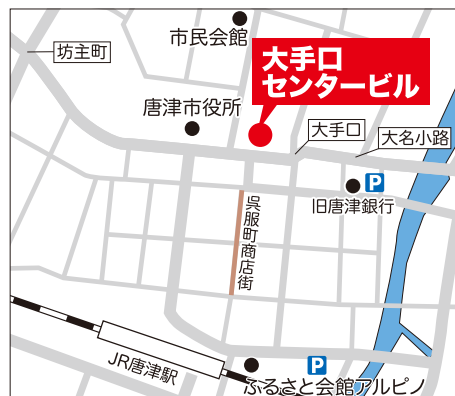 市民会館
坊主町
大手口
センタービル
唐津市役所
大手口
大名小路
P
旧唐津銀行
呉服町商店街
JR唐津駅
P
ふるさと会館アルピノ